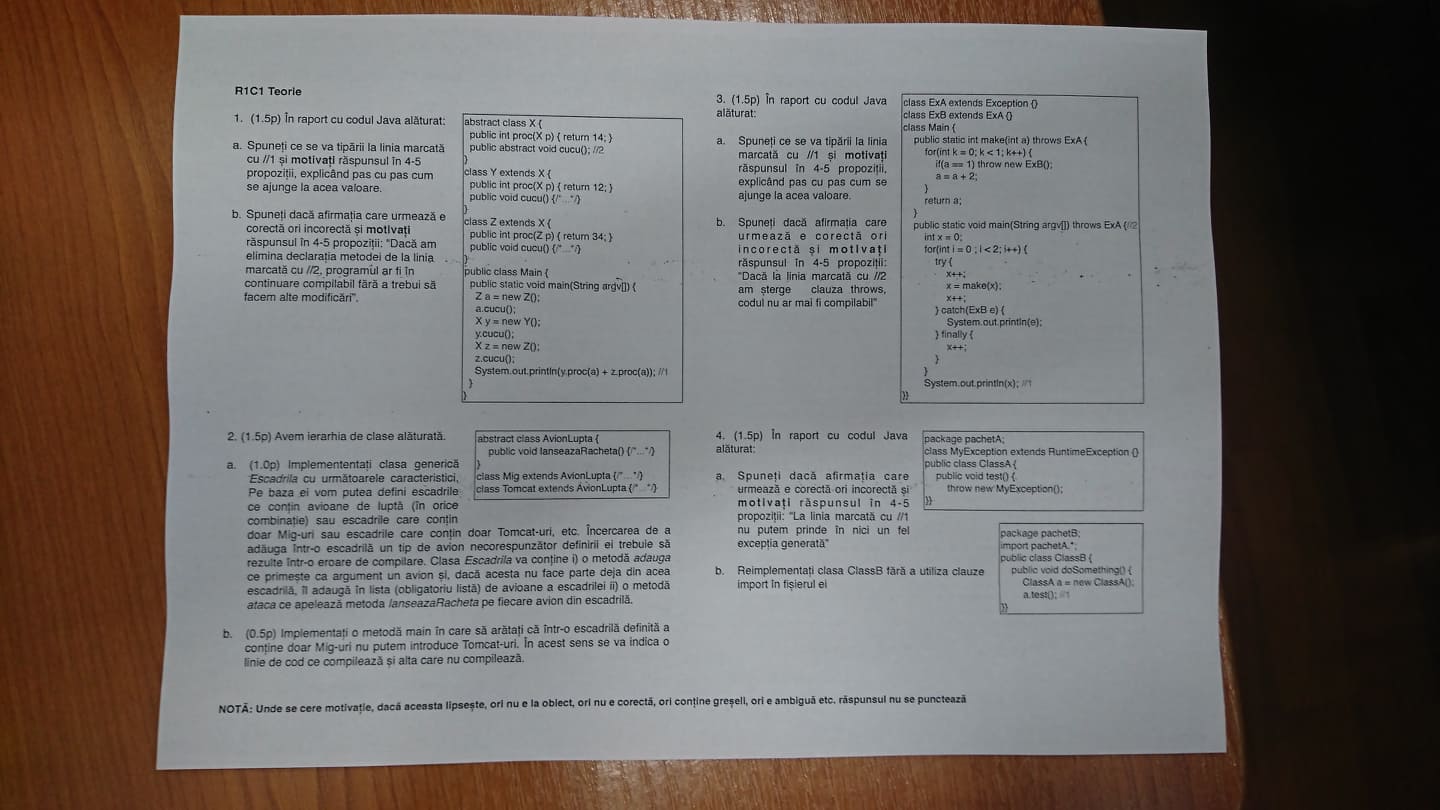 R1C1 Teorie
1. (1.5p) În raport cu codul Java alăturat:
a. Spuneți ce se va tipării la linia marcată
cu //1 și motivați răspunsul în 4-5
propoziții, explicând pas cu pas cum
se ajunge la acea valoare.
b. Spuneți dacă afirmația care urmează e
corectă ori incorectă și motivați
răspunsul în 4-5 propoziții: "Dacă am
elimina declarația metodei de la linia
marcată cu //2, programul ar fi în
continuare compilabil fără a trebui să
facem alte modificări".
abstract class X {
public int proc(X p) { return 14; }
public abstract void cucu(); //2
}
class Y extends X {
public int proc(X p) { return 12; }
public void cucu() {/*...*/}
}
class Z extends X {
public int proc(Z p) { return 34; }
public void cucu() {/*...*/}
}
public class Main {
public static void main(String argv[]) {
Z a = new Z();
a.cucu();
X y = new Y();
y.cucu();
X z = new Z();
z.cucu();
System.out.println(y.proc(a) + z.proc(a)); //1
}
}
2. (1.5p) Avem ierarhia de clase alăturată.
a. (1.0p) Implemententați clasa generică
Escadrila cu următoarele caracteristici,
Pe baza ei vom putea defini escadrile
ce conțin avioane de luptă (în orice
combinație) sau escadrile care conțin
doar Mig-uri sau escadrile care conțin doar Tomcat-uri, etc. Încercarea de a
adăuga într-o escadrilă un tip de avion necorespunzător definirii ei trebuie să
rezulte într-o eroare de compilare. Clasa Escadrila va conține i) o metodă adauga
ce primește ca argument un avion și, dacă acesta nu face parte deja din acea
escadrilă, îl adaugă în lista (obligatoriu listă) de avioane a escadrilei ii) o metodă
ataca ce apelează metoda lanseazaRacheta pe fiecare avion din escadrilă.
b. (0.5p) Implementați o metodă main în care să arătați că într-o escadrilă definită a
conține doar Mig-uri nu putem introduce Tomcat-uri. În acest sens se va indica o
linie de cod ce compilează și alta care nu compilează.
abstract class AvionLupta {
public void lanseazaRacheta() {/*...*/}
}
class Mig extends AvionLupta {/*...*/}
class Tomcat extends AvionLupta {/*...*/}
3. (1.5p) În raport cu codul Java
alăturat:
a. Spuneți ce se va tipării la linia
marcată cu //1 și motivați
răspunsul în 4-5 propoziții,
explicând pas cu pas cum se
ajunge la acea valoare.
b. Spuneți dacă afirmația care
urmează e corectă ori
incorectă și motivați
răspunsul în 4-5 propoziții:
"Dacă la linia marcată cu //2
am șterge clauza throws,
codul nu ar mai fi compilabil"
class ExA extends Exception {}
class ExB extends ExA {}
class Main {
public static int make(int a) throws ExA {
for(int k = 0; k < 1; k++) {
if(a == 1) throw new ExB();
a = a + 2;
}
return a;
}
public static void main(String argv[]) throws ExA {//2
int x = 0;
for(int i = 0 ; i < 2; i++) {
try {
x++;
x = make(x);
x++;
} catch(ExB e) {
System.out.println(e);
} finally {
x++;
}
}
System.out.println(x); //1
}}
4. (1.5p) În raport cu codul Java
alăturat:
a. Spuneți dacă afirmația care
urmează e corectă ori incorectă și
motivați răspunsul în 4-5
propoziții: "La linia marcată cu //1
nu putem prinde în nici un fel
excepția generată"
b. Reimplementați clasa ClassB fără a utiliza clauze
import în fișierul ei
package pachetA;
class MyException extends RuntimeException {}
public class ClassA {
public void test() {
throw new MyException();
}}
package pachetB;
import pachetA.*;
public class ClassB {
public void doSomething() {
ClassA a = new ClassA();
a.test(); //1
}}
NOTĂ: Unde se cere motivație, dacă aceasta lipsește, ori nu e la obiect, ori nu e corectă, ori conține greșeli, ori e ambiguă etc. răspunsul nu se punctează